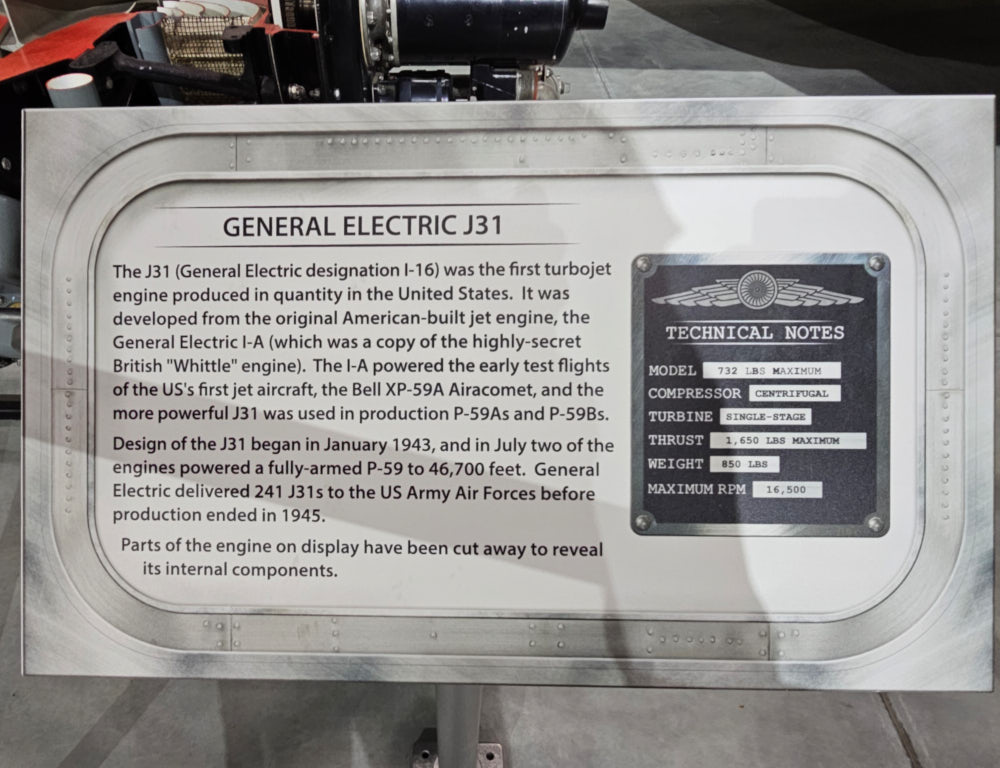 GENERAL ELECTRIC J31
The J31 (General Electric designation I-16) was the first turbojet
engine produced in quantity in the United States. It was
developed from the original American-built jet engine, the
General Electric I-A (which was a copy of the highly-secret
British "Whittle" engine). The I-A powered the early test flights
of the US's first jet aircraft, the Bell XP-59A Airacomet, and the
more powerful J31 was used in production P-59As and P-59Bs.
Design of the J31 began in January 1943, and in July two of the
engines powered a fully-armed P-59 to 46,700 feet. General
Electric delivered 241 J31s to the US Army Air Forces before
production ended in 1945.
Parts of the engine on display have been cut away to reveal
its internal components.
TECHNICAL NOTES
MODEL 732 LBS MAXIMUM
COMPRESSOR CENTRIFUGAL
TURBINE SINGLE-STAGE
THRUST 1,650 LBS MAXIMUM
WEIGHT 850 LBS
MAXIMUM RPM 16,500